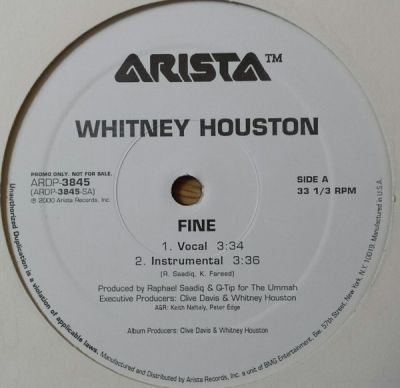 ARISTA™
WHITNEY HOUSTON
PROMO ONLY. NOT FOR SALE.
ARDP-3845
(ARDP-3845-SA)
℗ 2000 Arista Records, Inc.
SIDE A
33 1/3 RPM
FINE
1. Vocal 3:34
2. Instrumental 3:36
(R. Saadiq, K. Fareed)
Produced by Raphael Saadiq & Q-Tip for The Ummah
Executive Producers: Clive Davis & Whitney Houston
A&R: Keith Naftaly, Peter Edge
Album Producers: Clive Davis & Whitney Houston
Unauthorized Duplication is a violation of applicable laws. Manufactured and Distributed by Arista Records, Inc. a unit of BMG Entertainment, 6w. 57th Street, New York, N.Y. 10019. Manufactured in U.S.A.